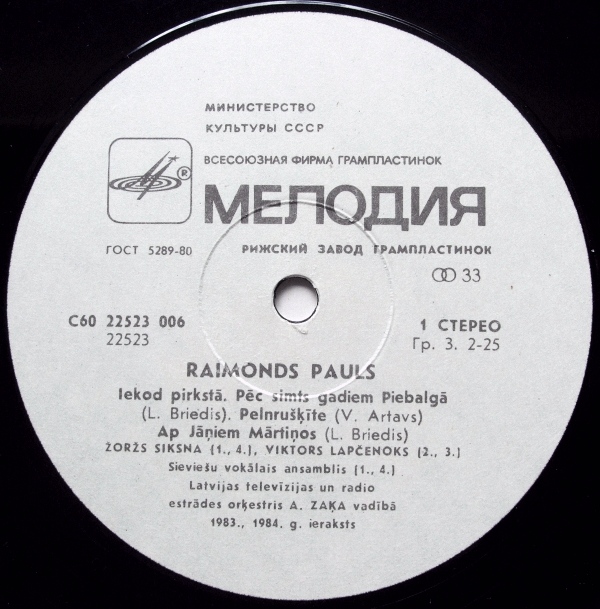 МИНИСТЕРСТВО
КУЛЬТУРЫ СССР
ВСЕСОЮЗНАЯ ФИРМА ГРАМПЛАСТИНОК
®
МЕЛОДИЯ
ГОСТ 5289-80
РИЖСКИЙ ЗАВОД ГРАМПЛАСТИНОК
33
С60 22523 006
22523
1 СТЕРЕО
Гр. 3. 2-25
RAIMONDS PAULS
Iekod pirkstā. Pēc simts gadiem Piebalgā
(L. Briedis). Pelnrušķīte (V. Artavs)
Ap Jāņiem Mārtiņos (L. Briedis)
ŽORŽS SIKSNA (1., 4.), VIKTORS LAPČENOKS (2., 3.)
Sieviešu vokālais ansamblis (1., 4.)
Latvijas televīzijas un radio
estrādes orķestris A. ZAĶA vadībā
1983., 1984. g. ieraksts